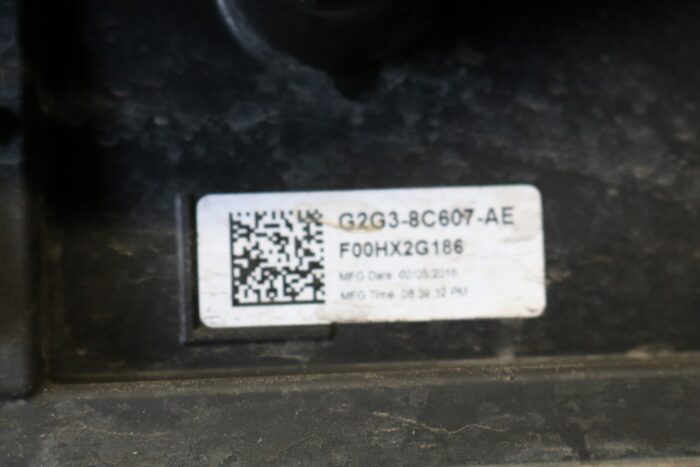 G2G3-8C607-AE
F00HX2G186
MFG Date: 02/05/2016
MFG Time: 08:39:32 PM